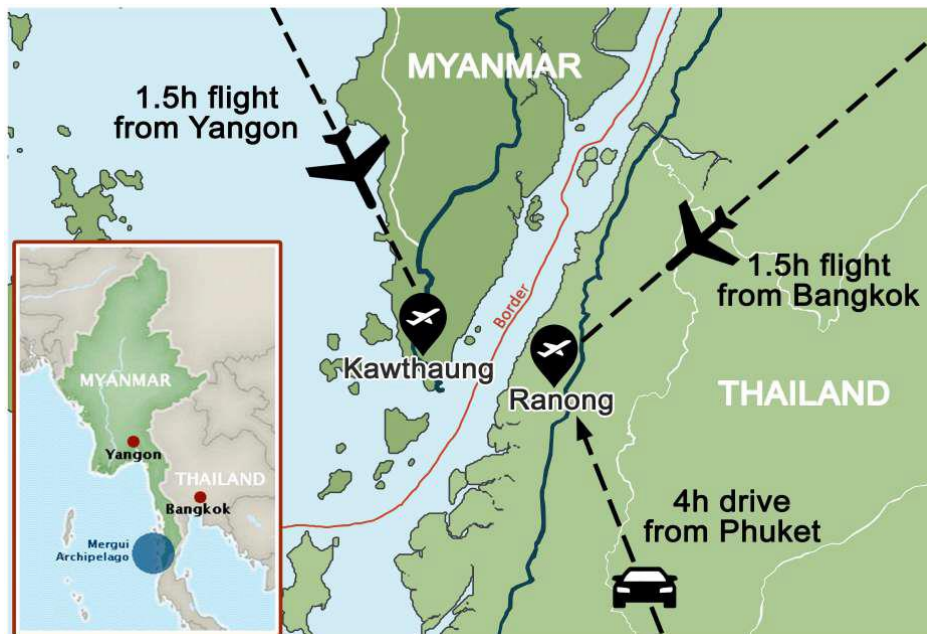 MYANMAR
1.5h flight
from Yangon
1.5h flight
from Bangkok
Border
Kawthaung
Ranong
THAILAND
4h drive
from Phuket
MYANMAR
Yangon
THAILAND
Bangkok
Mergui
Archipelago